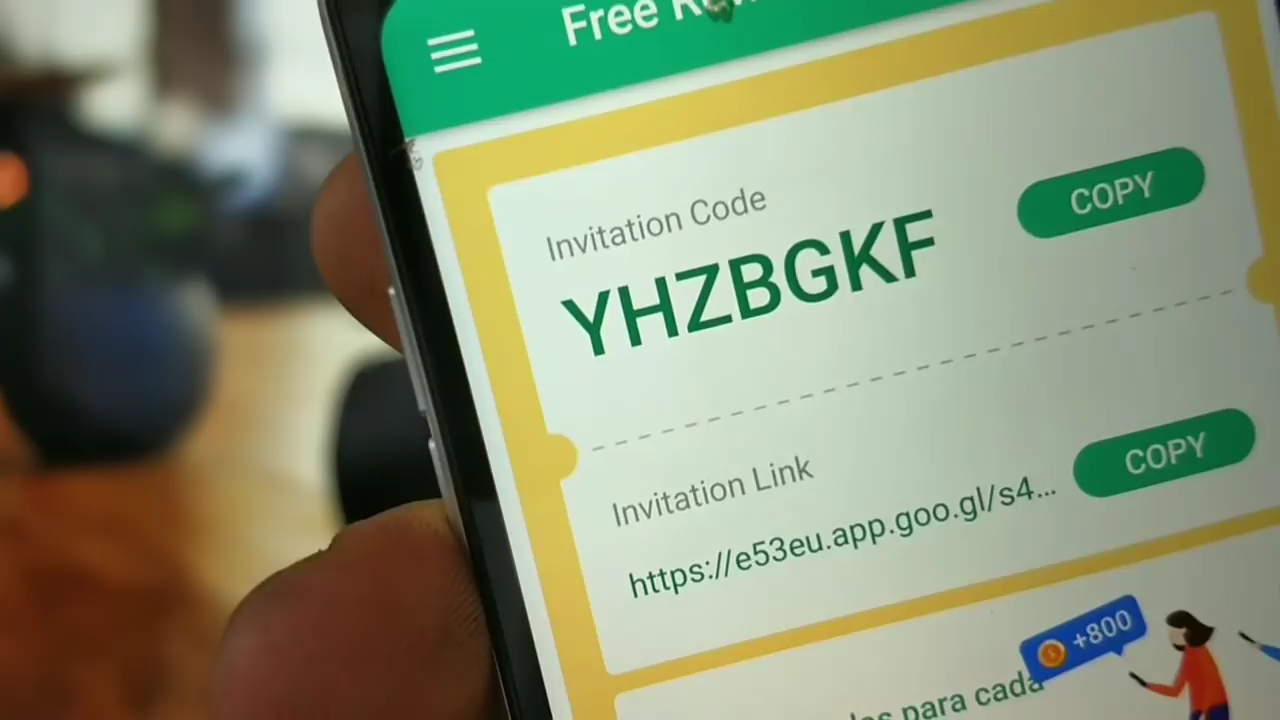 Free
Invitation Code
YHZBGKF
COPY
Invitation Link
https://e53eu.app.goo.gl/s4...
COPY
+800
para cada